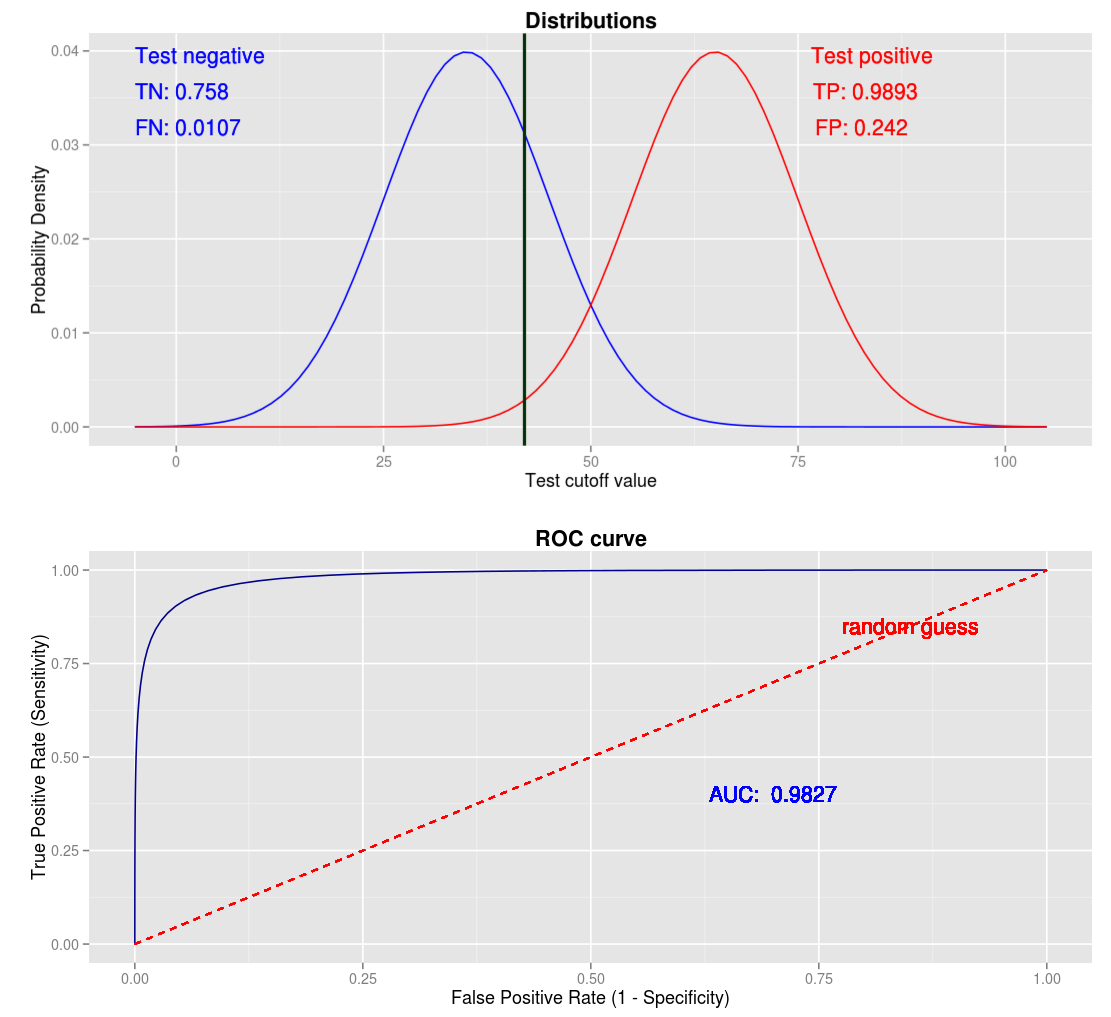 Distributions
Test negative
TN: 0.758
FN: 0.0107
Test positive
TP: 0.9893
FP: 0.242
Probability Density
0.04
0.03
0.02
0.01
0.00
0 25 50 75 100
Test cutoff value
ROC curve
True Positive Rate (Sensitivity)
1.00
0.75
0.50
0.25
0.00
random guess
AUC: 0.9827
0.00 0.25 0.50 0.75 1.00
False Positive Rate (1 - Specificity)